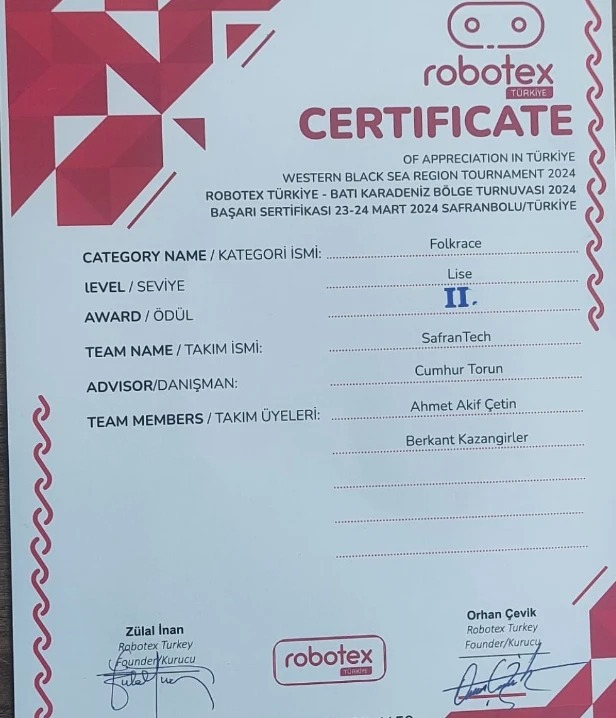 robotex
TÜRKİYE
CERTIFICATE
OF APPRECIATION IN TÜRKİYE
WESTERN BLACK SEA REGION TOURNAMENT 2024
ROBOTEX TÜRKİYE - BATI KARADENİZ BÖLGE TURNUVASI 2024
BAŞARI SERTİFİKASI 23-24 MART 2024 SAFRANBOLU/TÜRKİYE
CATEGORY NAME / KATEGORİ İSMİ: Folkrace
LEVEL / SEVİYE Lise
AWARD / ÖDÜL II.
TEAM NAME / TAKIM İSMİ: SafranTech
ADVISOR/DANIŞMAN: Cumhur Torun
TEAM MEMBERS / TAKIM ÜYELERİ: Ahmet Akif Çetin
Berkant Kazangirler
Zülal İnan
Robotex Turkey
Founder/Kurucu
robotex
TÜRKİYE
Orhan Çevik
Robotex Turkey
Founder/Kurucu